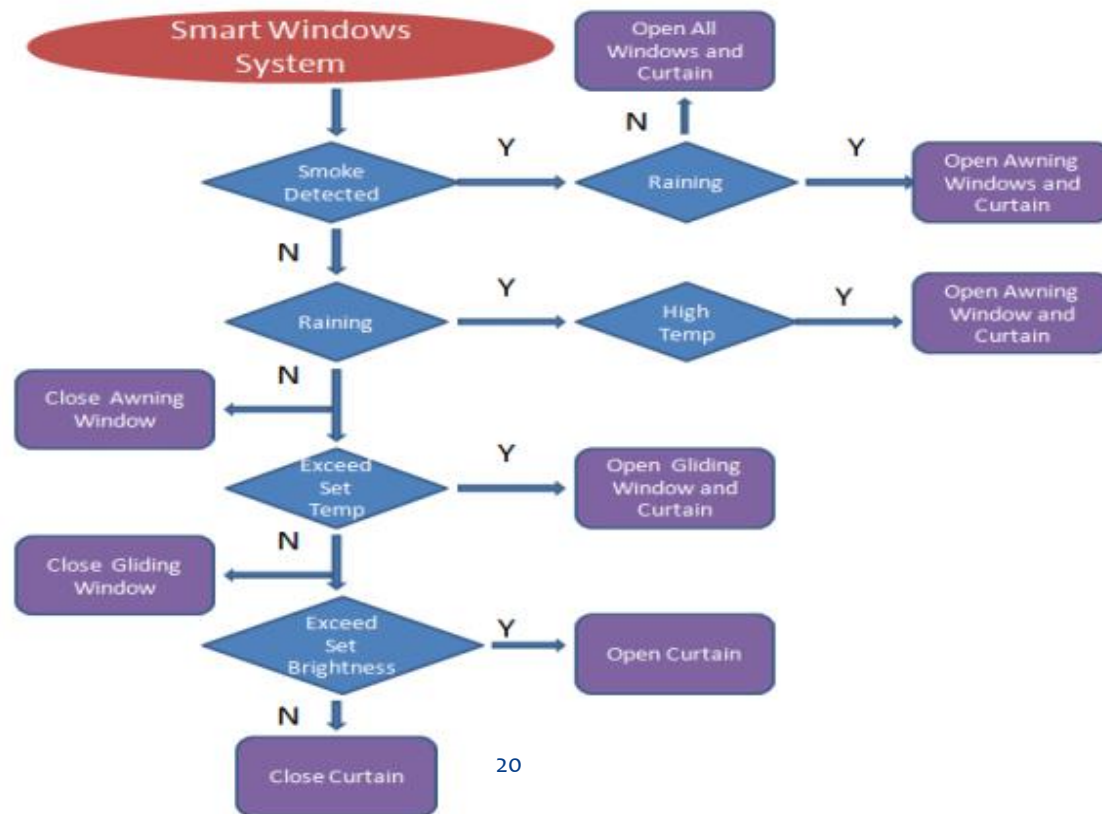 Smart Windows
System
Open All
Windows and
Curtain
N
Smoke
Detected
Y
Raining
Y
Open Awning
Windows and
Curtain
N
Raining
Y
High
Temp
Y
Open Awning
Window and
Curtain
N
Close Awning
Window
Exceed
Set
Temp
Y
Open Gliding
Window and
Curtain
N
Close Gliding
Window
Exceed
Set
Brightness
Y
Open Curtain
N
Close Curtain
20